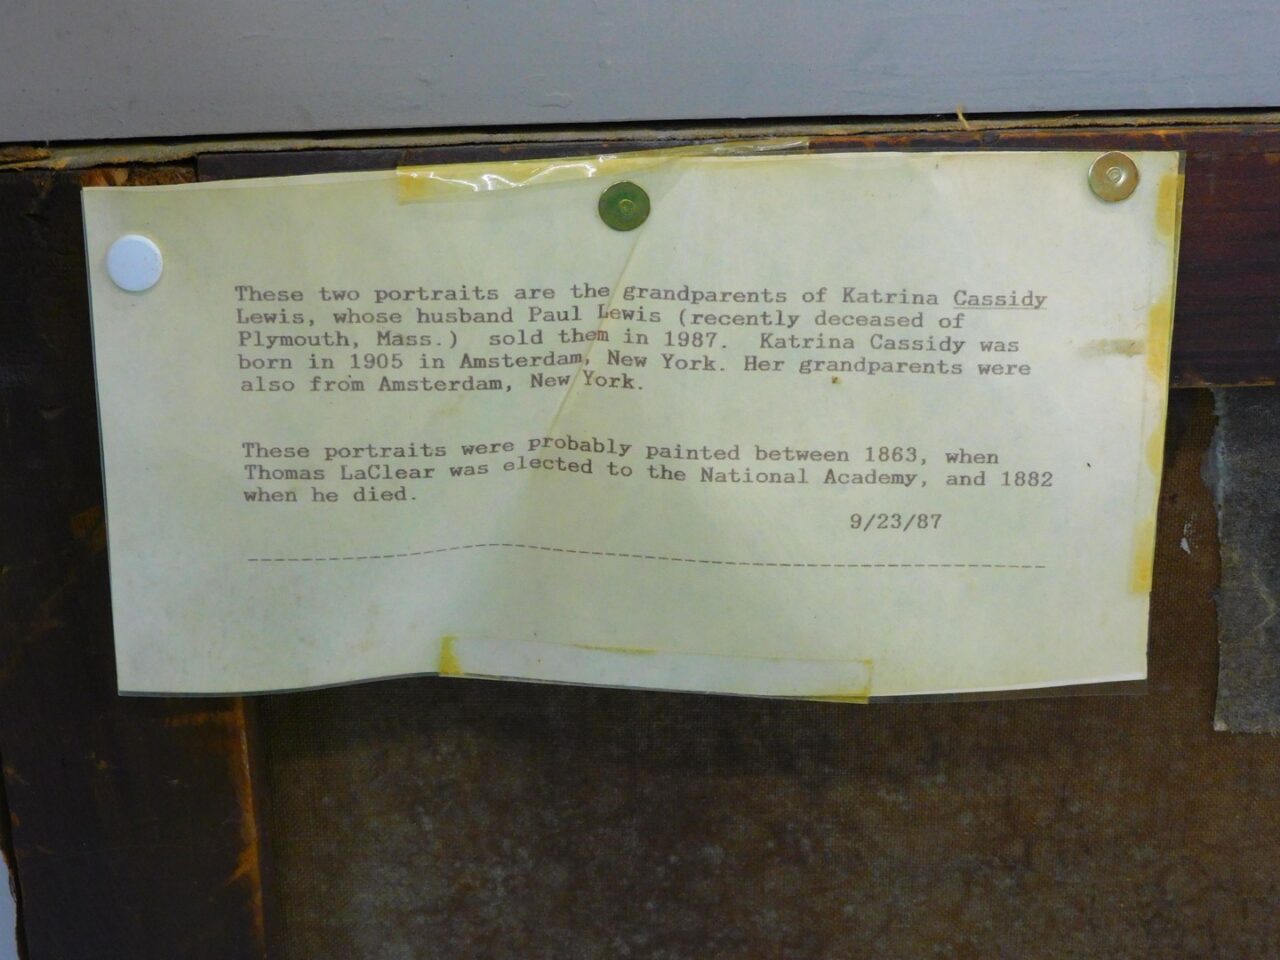 These two portraits are the grandparents of Katrina Cassidy
Lewis, whose husband Paul Lewis (recently deceased of
Plymouth, Mass.)  sold them in 1987.  Katrina Cassidy was
born in 1905 in Amsterdam, New York. Her grandparents were
also from Amsterdam, New York.
These portraits were probably painted between 1863, when
Thomas LaClear was elected to the National Academy, and 1882
when he died.
9/23/87